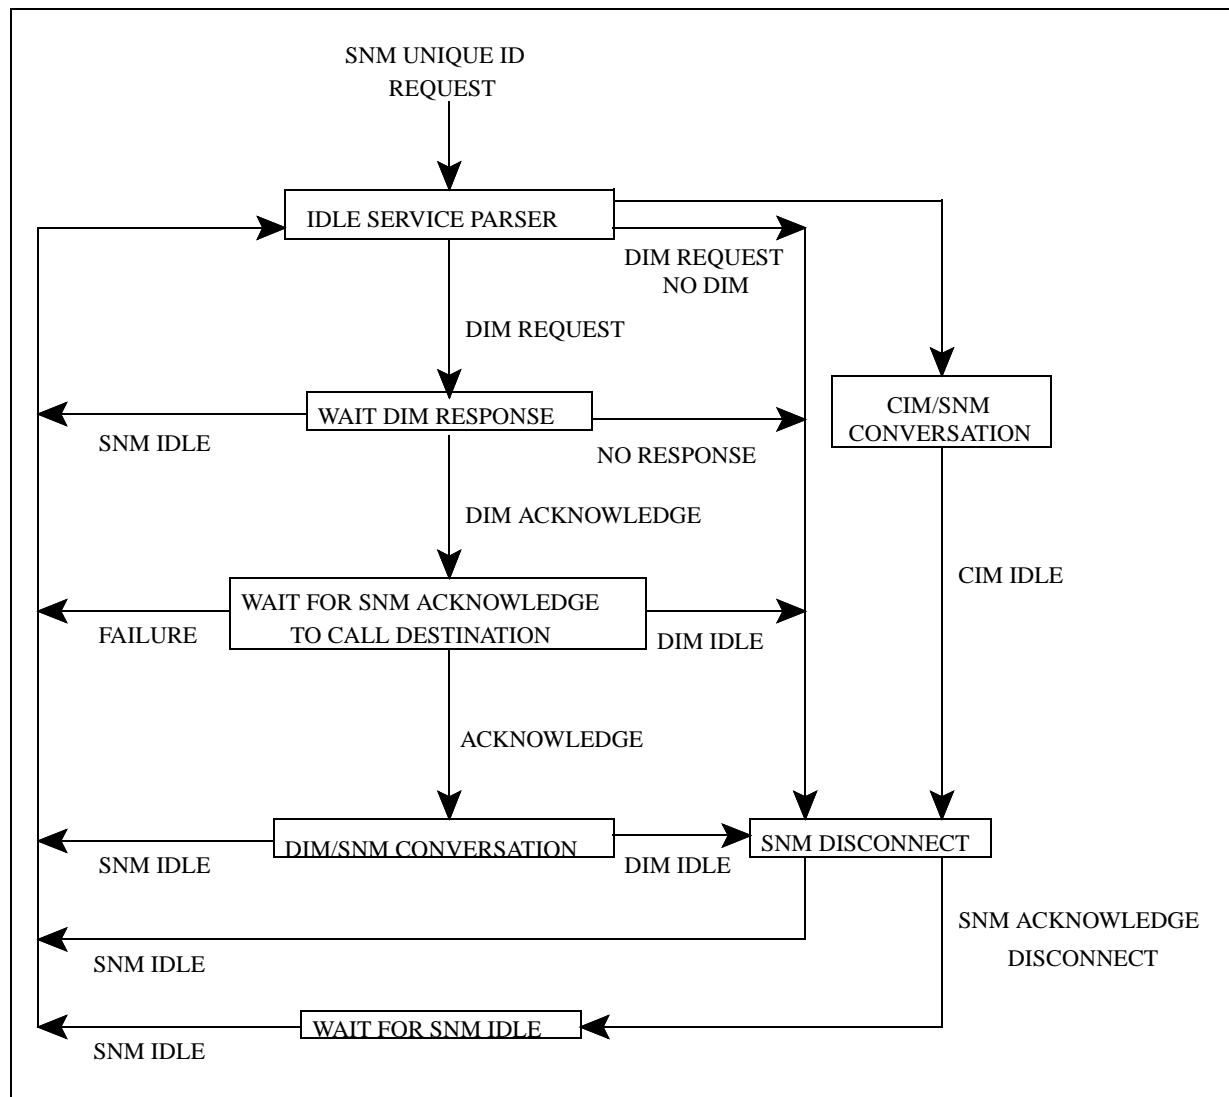 SNM UNIQUE ID
REQUEST
IDLE SERVICE PARSER
DIM REQUEST
NO DIM
DIM REQUEST
WAIT DIM RESPONSE
CIM/SNM
CONVERSATION
SNM IDLE
NO RESPONSE
DIM ACKNOWLEDGE
CIM IDLE
WAIT FOR SNM ACKNOWLEDGE
TO CALL DESTINATION
FAILURE
DIM IDLE
ACKNOWLEDGE
DIM/SNM CONVERSATION
SNM DISCONNECT
SNM IDLE
DIM IDLE
SNM ACKNOWLEDGE
DISCONNECT
SNM IDLE
WAIT FOR SNM IDLE
SNM IDLE